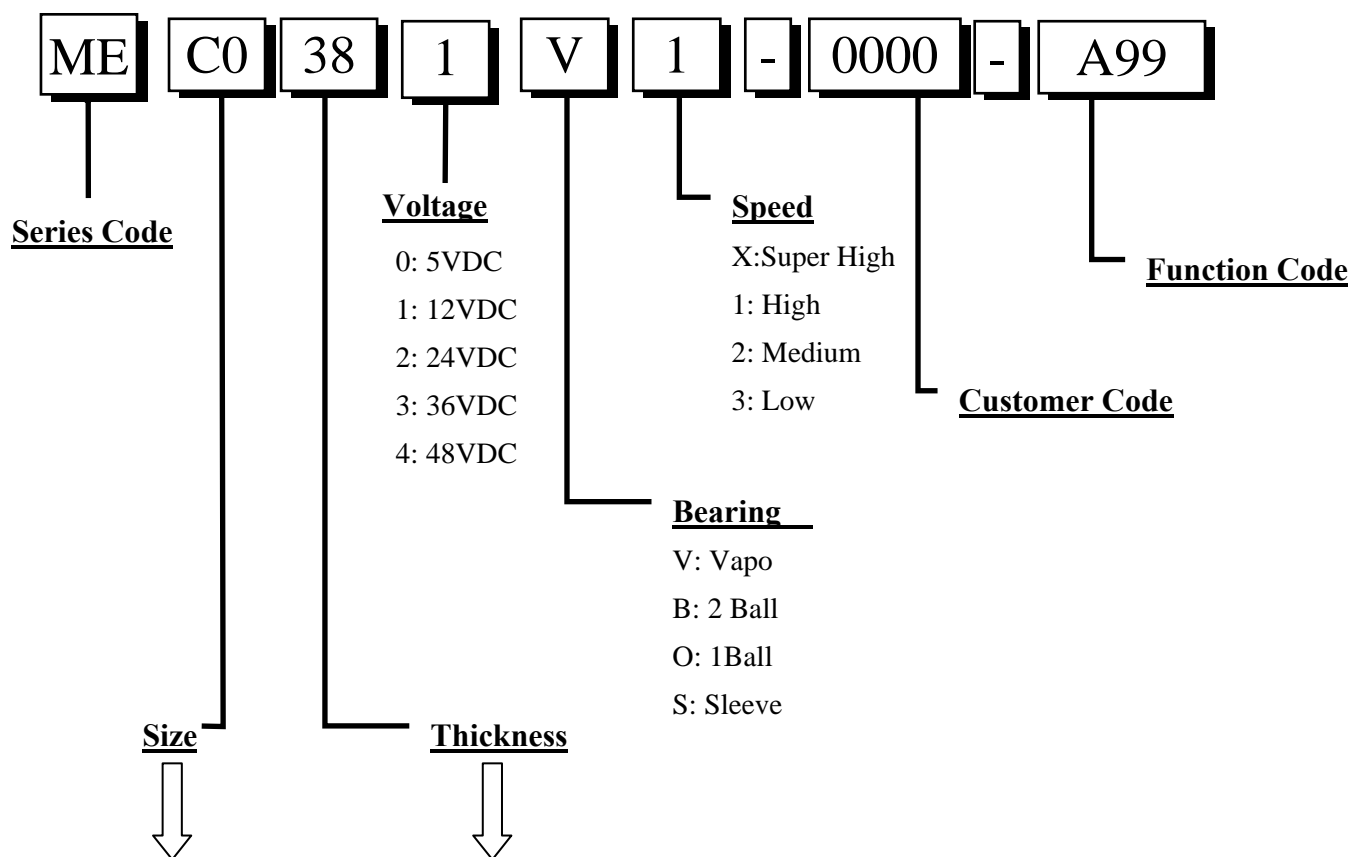 ME C0 38 1 V 1 - 0000 - A99
Series Code
Voltage
0: 5VDC
1: 12VDC
2: 24VDC
3: 36VDC
4: 48VDC
Speed
X:Super High
1: High
2: Medium
3: Low
Function Code
Customer Code
Bearing
V: Vapo
B: 2 Ball
O: 1Ball
S: Sleeve
Size
Thickness